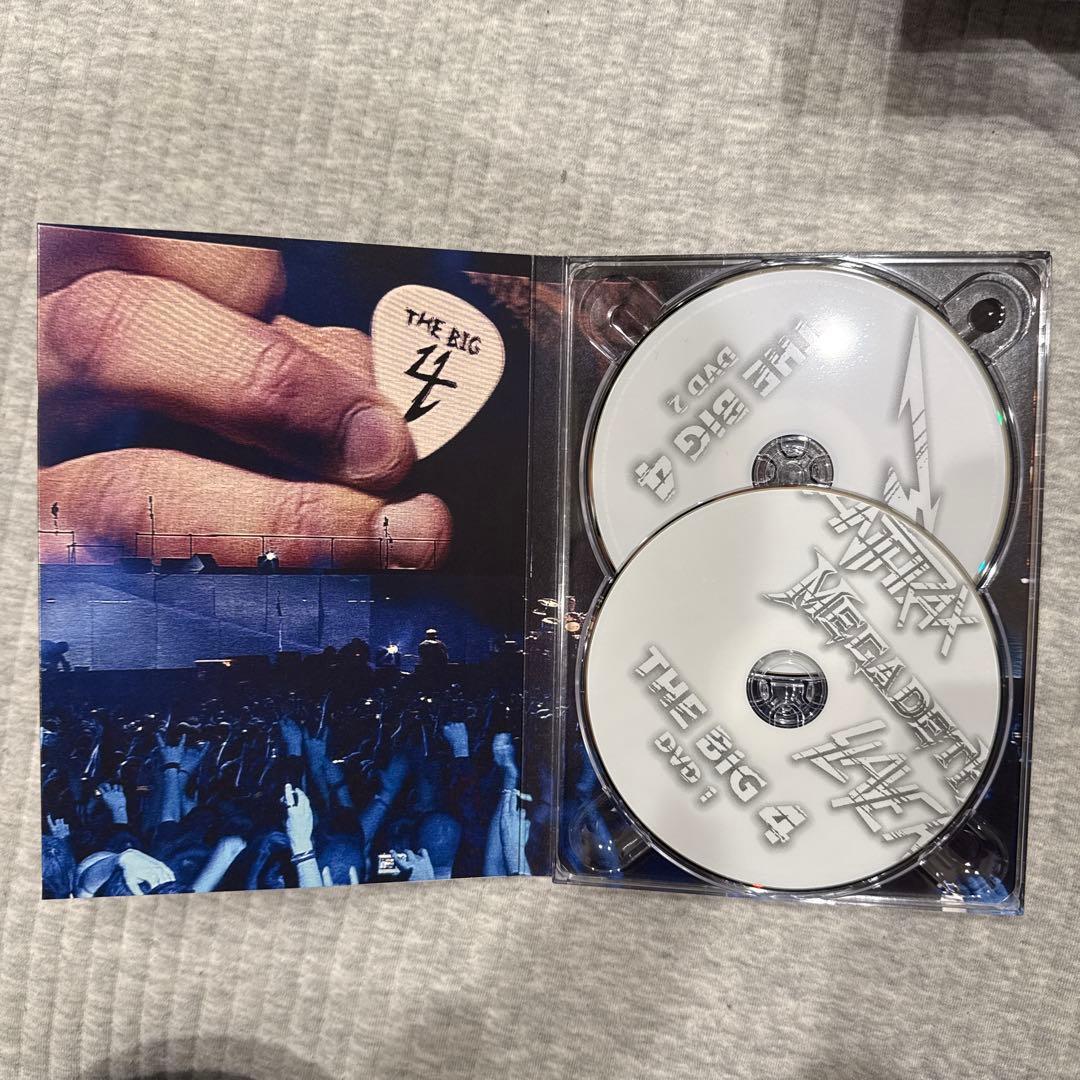 THE BIG
4
THE BiG 4
DVD 2
ANTHRAX
MEGADETH
SLAYER
THE BiG 4
DVD 1